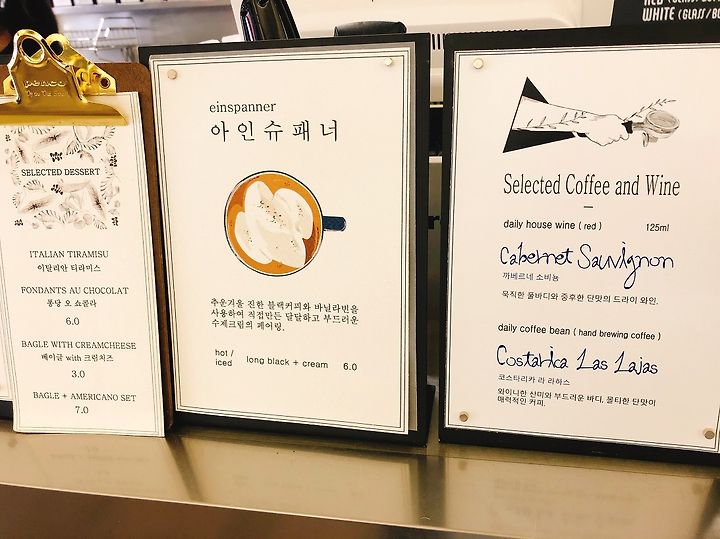 RED (GLASS/BO
WHITE (GLASS/BO
penco
SELECTED DESSERT
ITALIAN TIRAMISU
이탈리안 티라미스
FONDANTS AU CHOCOLAT
퐁당 오 쇼콜라
6.0
BAGLE WITH CREAMCHEESE
베이글 with 크림치즈
3.0
BAGLE + AMERICANO SET
7.0
einspanner
아인슈패너
추운겨울 진한 블랙커피와 바닐라빈을
사용하여 직접만든 달달하고 부드러운
수제크림의 페어링.
hot /
iced
long black + cream 6.0
Selected Coffee and Wine
daily house wine ( red ) 125ml
Cabernet Sauvignon
까베르네 소비뇽
묵직한 풀바디와 중후한 단맛의 드라이 와인.
daily coffee bean ( hand brewing coffee )
Costarica Las Lajas
코스타리카 라 라하스
와이니한 산미와 부드러운 바디, 몰티한 단맛이
매력적인 커피.